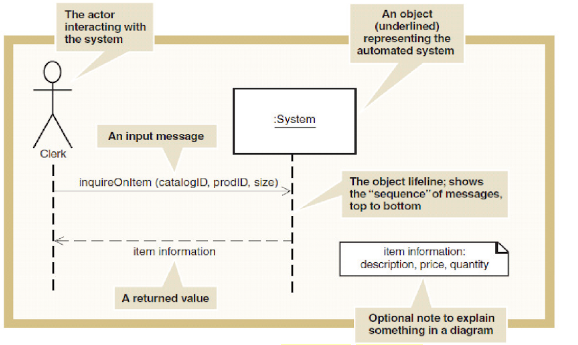 The actor
interacting with
the system
An object
(underlined)
representing the
automated system
:System
An input message
Clerk
inquireOnItem (catalogID, prodID, size)
The object lifeline; shows
the "sequence" of messages,
top to bottom
item information
item information:
description, price, quantity
A returned value
Optional note to explain
something in a diagram